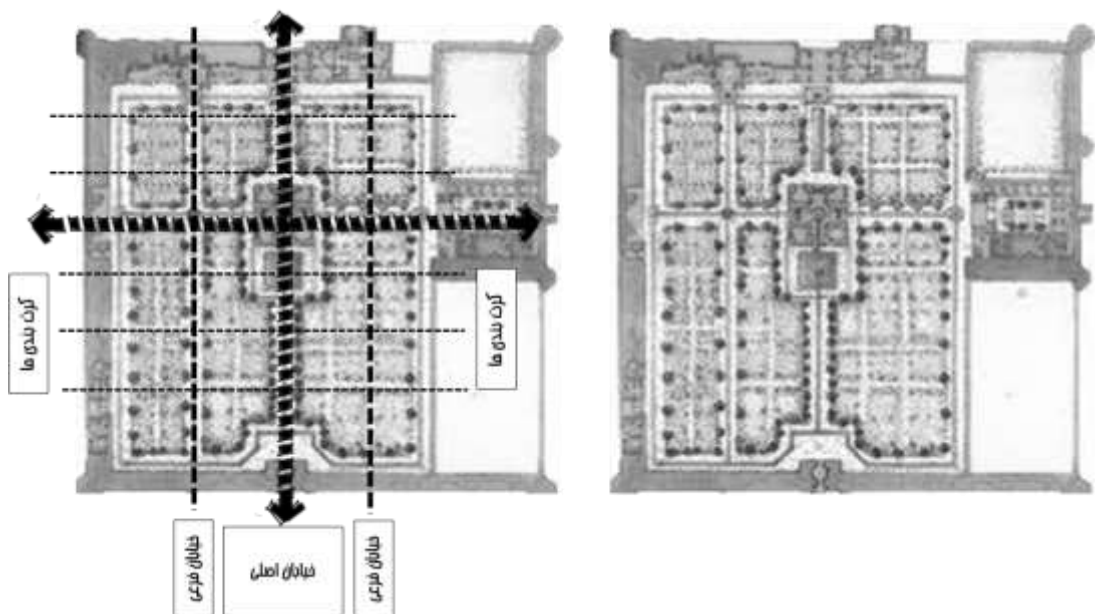 کرت بندی ها
کرت بندی ها
خیابان فرعی
خیابان اصلی
خیابان فرعی